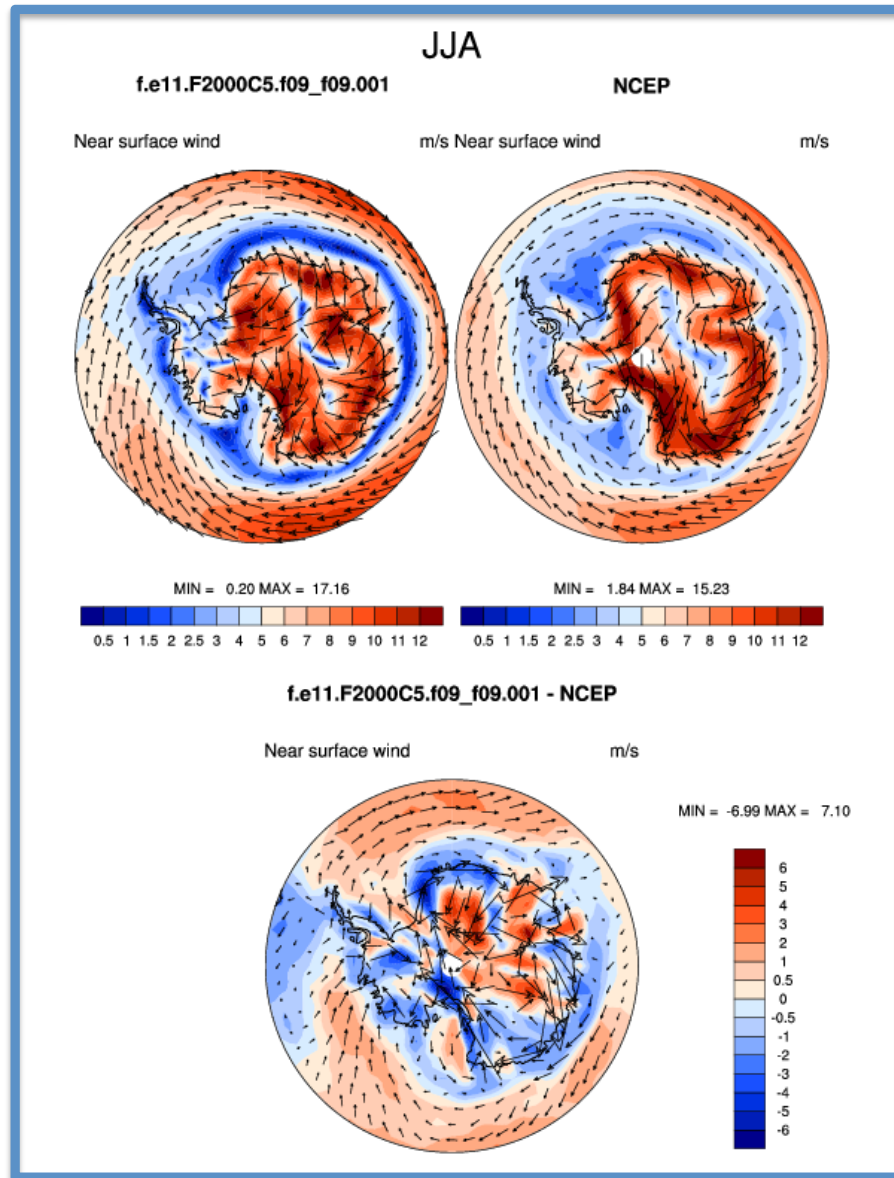 JJA
f.e11.F2000C5.f09_f09.001 NCEP
Near surface wind m/s Near surface wind m/s
MIN = 0.20 MAX = 17.16 MIN = 1.84 MAX = 15.23
0.5 1 1.5 2 2.5 3 4 5 6 7 8 9 10 11 12 0.5 1 1.5 2 2.5 3 4 5 6 7 8 9 10 11 12
f.e11.F2000C5.f09_f09.001 - NCEP
Near surface wind m/s
MIN = -6.99 MAX = 7.10
6
5
4
3
2
1
0.5
0
-0.5
-1
-2
-3
-4
-5
-6